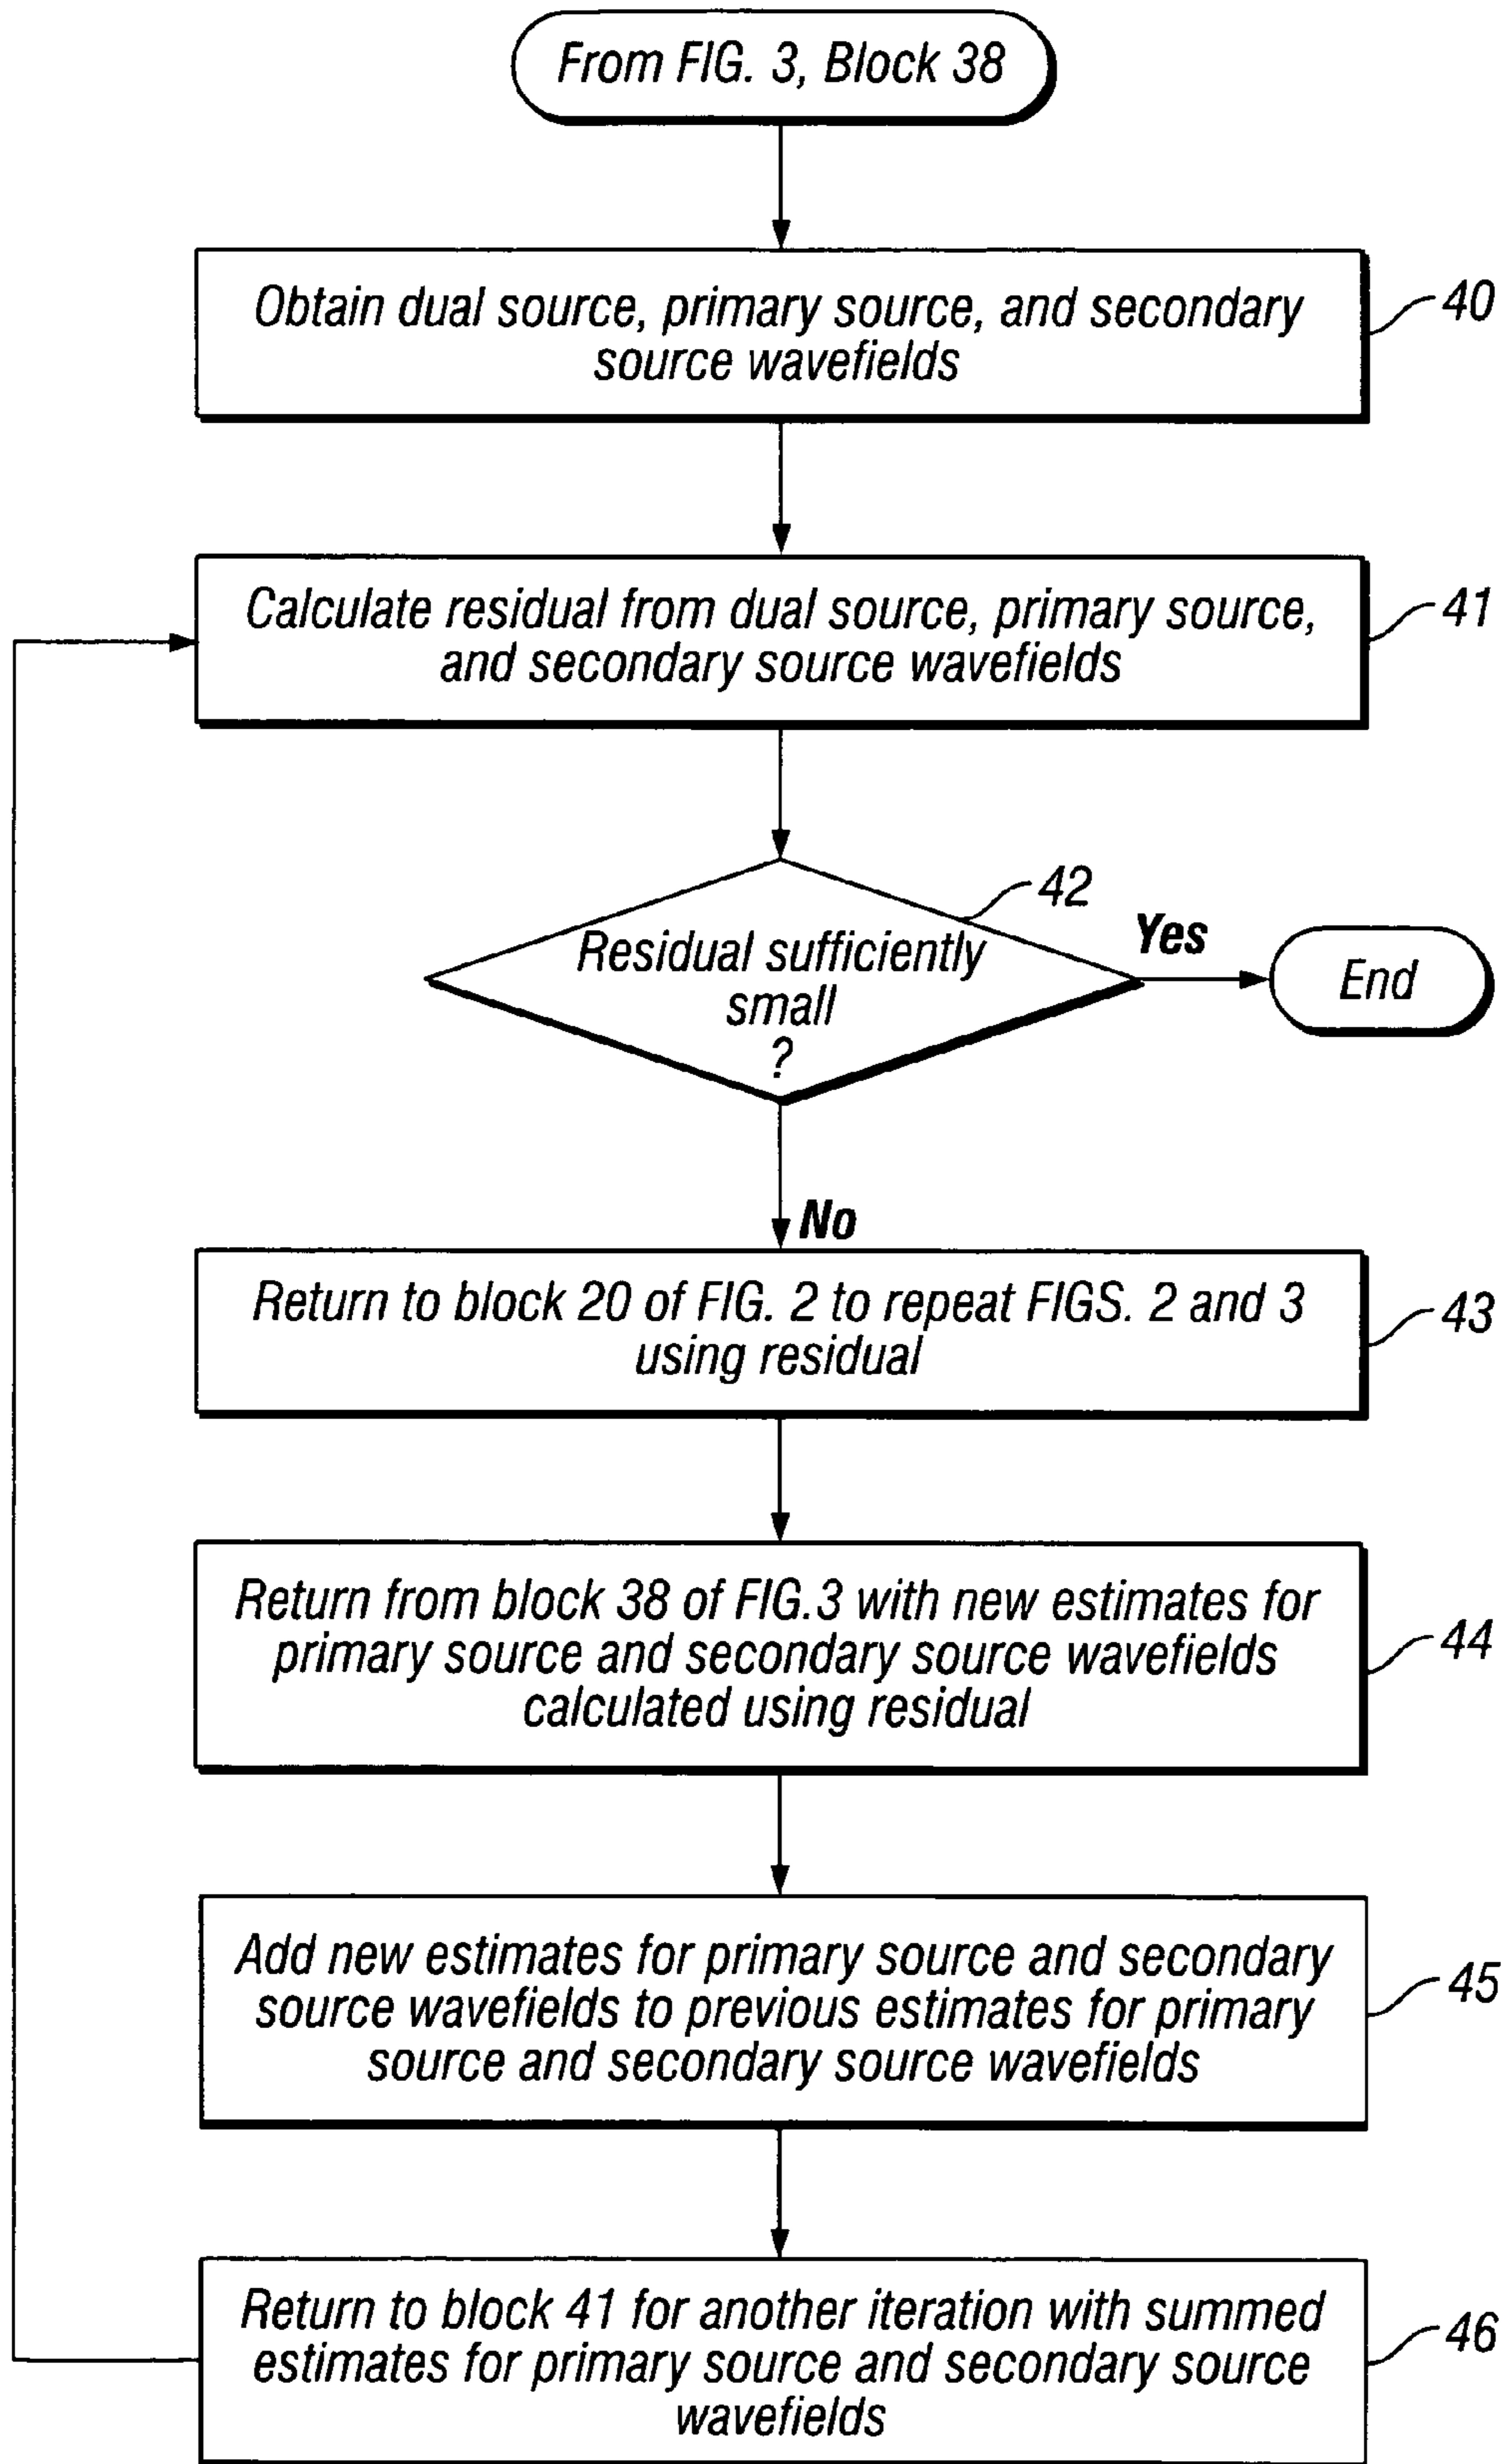 From FIG. 3, Block 38
Obtain dual source, primary source, and secondary
source wavefields
40
Calculate residual from dual source, primary source,
and secondary source wavefields
41
42
Residual sufficiently
small
?
Yes
End
No
Return to block 20 of FIG. 2 to repeat FIGS. 2 and 3
using residual
43
Return from block 38 of FIG.3 with new estimates for
primary source and secondary source wavefields
calculated using residual
44
Add new estimates for primary source and secondary
source wavefields to previous estimates for primary
source and secondary source wavefields
45
Return to block 41 for another iteration with summed
estimates for primary source and secondary source
wavefields
46